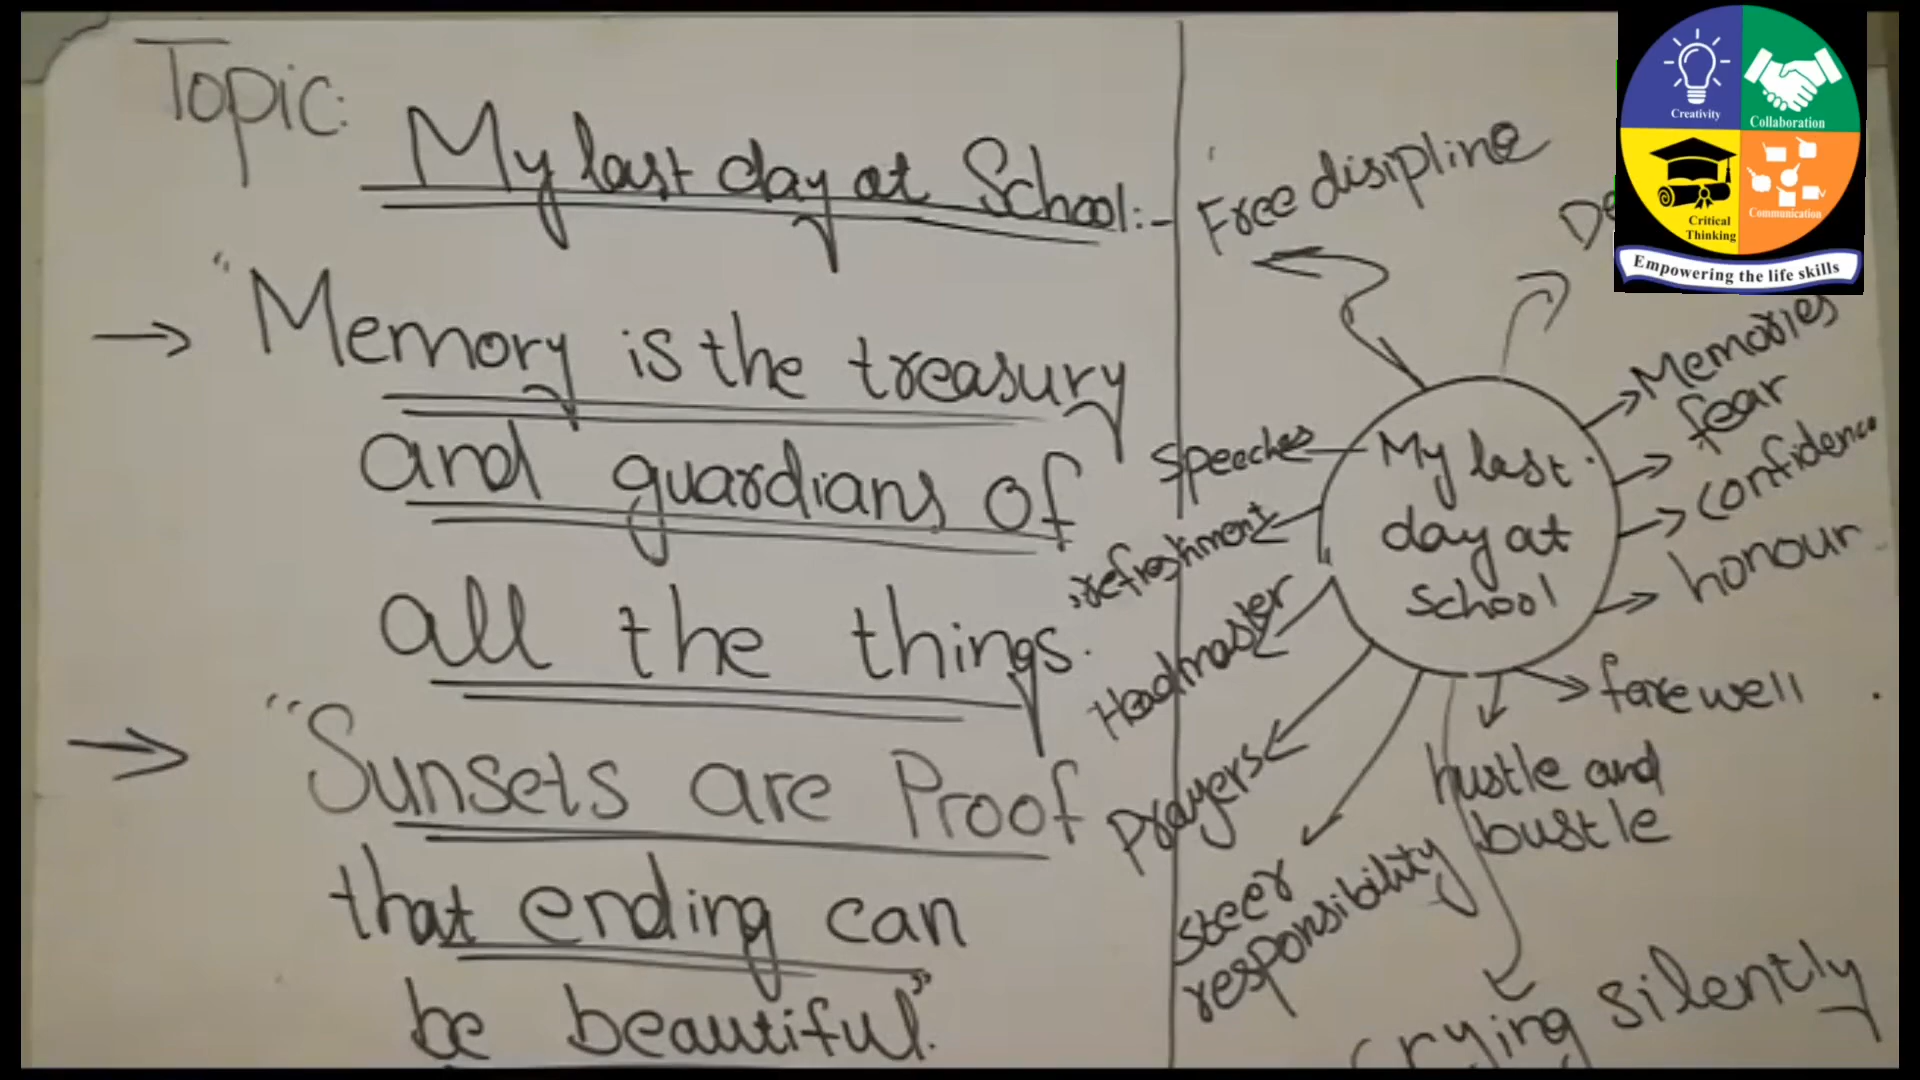 Topic:
My last day at School:-
→ "Memory is the treasury
and guardians of
all the things.
→ "Sunsets are Proof
that ending can
be beautiful."
Free disipline
Memories
fear
confidence
honour
farewell
hustle and
bustle
crying silently
steer
responsibility
Prayers
Headmaster
refreshment
Speeches
My last
day at
School
Creativity
Collaboration
Critical
Thinking
Communication
Empowering the life skills